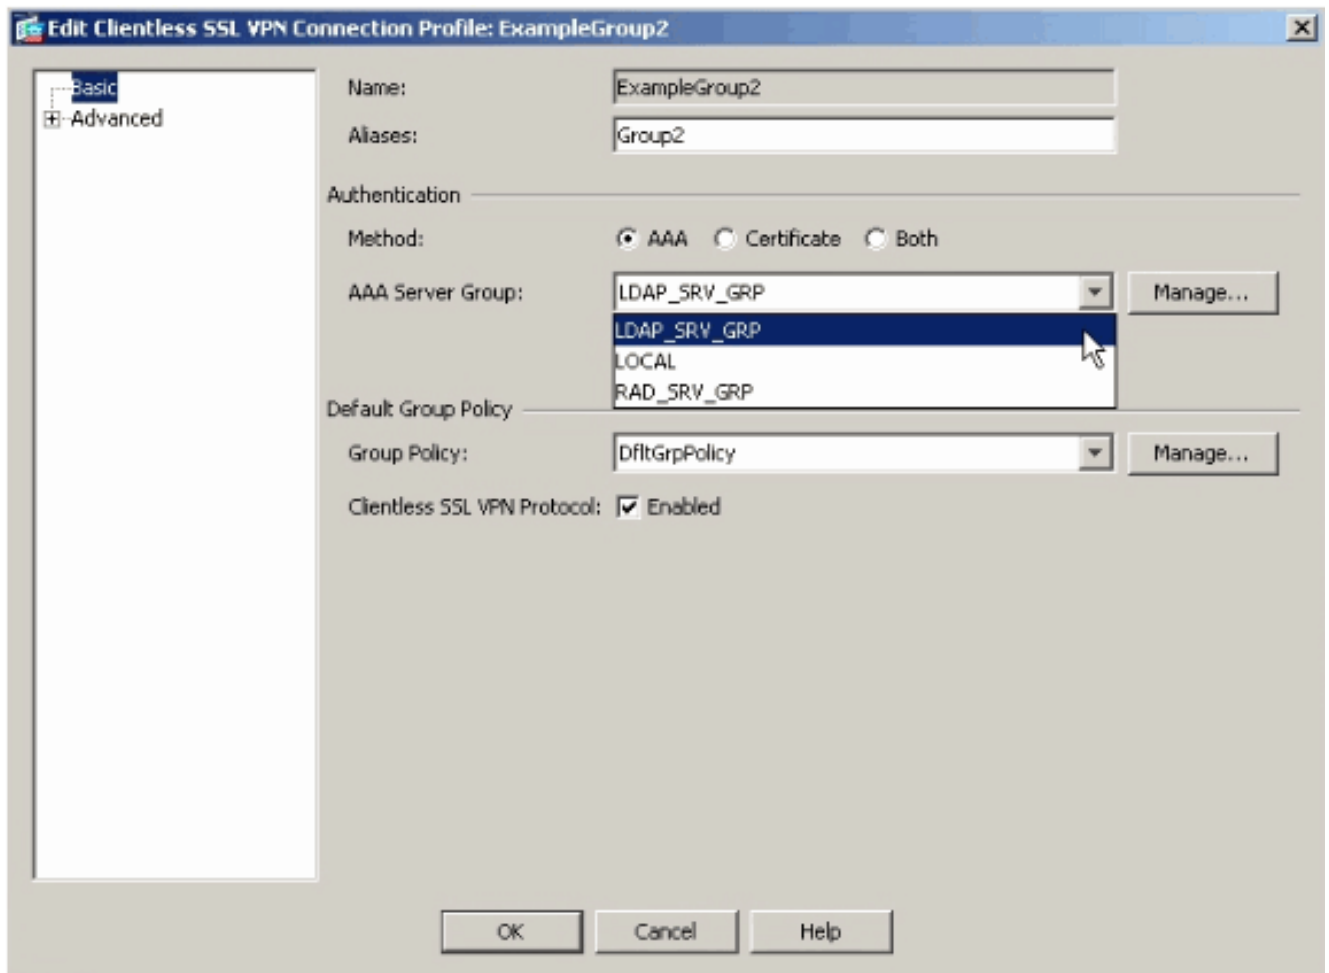 Edit Clientless SSL VPN Connection Profile: ExampleGroup2
Basic
Advanced
Name: ExampleGroup2
Aliases: Group2
Authentication
Method: AAA Certificate Both
AAA Server Group: LDAP_SRV_GRP Manage...
LDAP_SRV_GRP
LOCAL
RAD_SRV_GRP
Default Group Policy
Group Policy: DfltGrpPolicy Manage...
Clientless SSL VPN Protocol: Enabled
OK Cancel Help